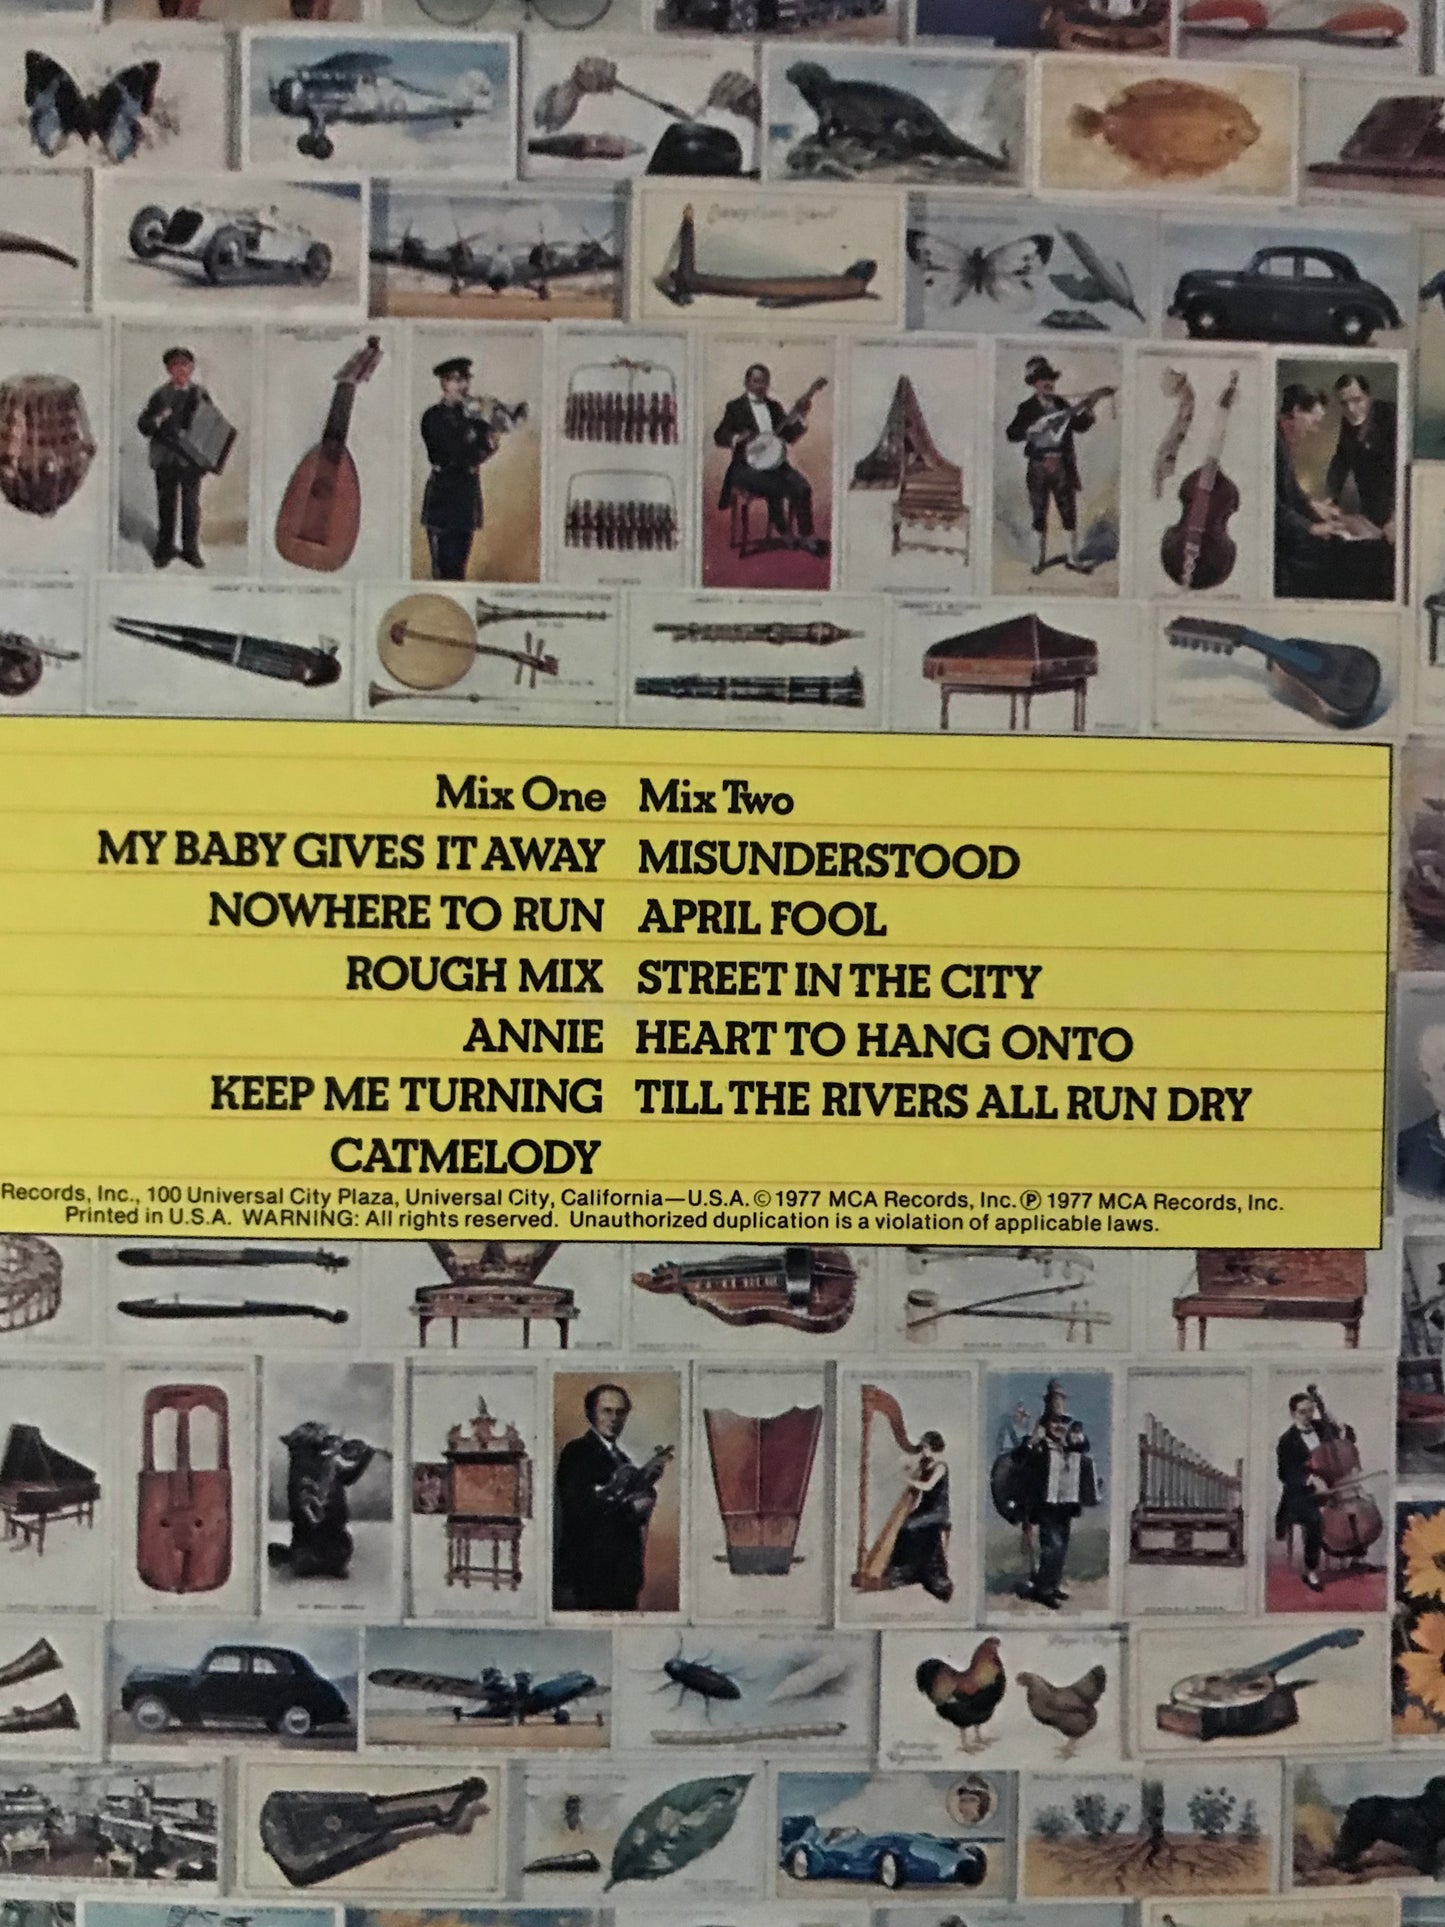 Mix One Mix Two
MY BABY GIVES IT AWAY MISUNDERSTOOD
NOWHERE TO RUN APRIL FOOL
ROUGH MIX STREET IN THE CITY
ANNIE HEART TO HANG ONTO
KEEP ME TURNING TILL THE RIVERS ALL RUN DRY
CATMELODY
Records, Inc., 100 Universal City Plaza, Universal City, California—U.S.A. © 1977 MCA Records, Inc. ℗ 1977 MCA Records, Inc.
Printed in U.S.A. WARNING: All rights reserved. Unauthorized duplication is a violation of applicable laws.